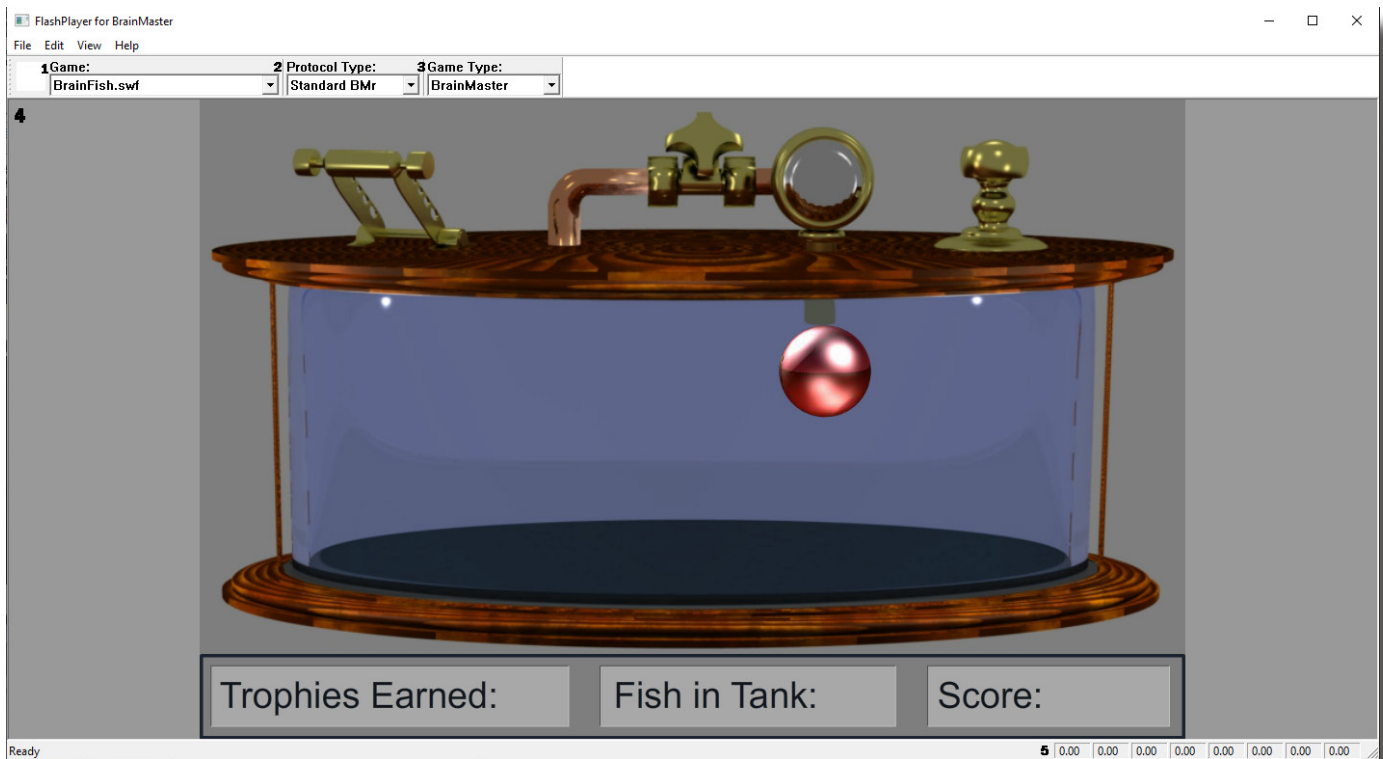 FlashPlayer for BrainMaster
File Edit View Help
1 Game: 2 Protocol Type: 3 Game Type:
BrainFish.swf Standard BMr BrainMaster
4
Trophies Earned: Fish in Tank: Score:
Ready 5 0.00 0.00 0.00 0.00 0.00 0.00 0.00 0.00